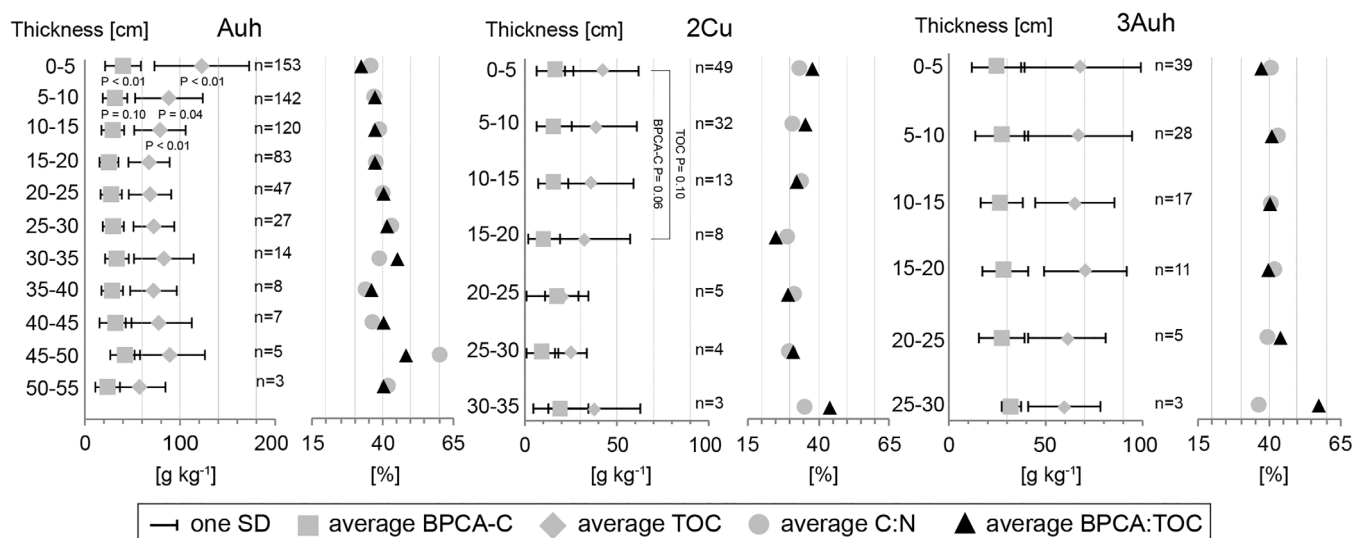 Thickness [cm] Auh
0-5 n=153
P < 0.01 P < 0.01
5-10 n=142
P = 0.10 P = 0.04
10-15 n=120
P < 0.01
15-20 n=83
20-25 n=47
25-30 n=27
30-35 n=14
35-40 n=8
40-45 n=7
45-50 n=5
50-55 n=3
0 100 200 15 40 65
[g kg⁻¹] [%]
Thickness [cm] 2Cu
0-5 n=49
5-10 n=32
TOC P= 0.10
BPCA-C P= 0.06
10-15 n=13
15-20 n=8
20-25 n=5
25-30 n=4
30-35 n=3
0 50 100 15 40 65
[g kg⁻¹] [%]
Thickness [cm] 3Auh
0-5 n=39
5-10 n=28
10-15 n=17
15-20 n=11
20-25 n=5
25-30 n=3
0 50 100 15 40 65
[g kg⁻¹] [%]
one SD average BPCA-C average TOC average C:N average BPCA:TOC